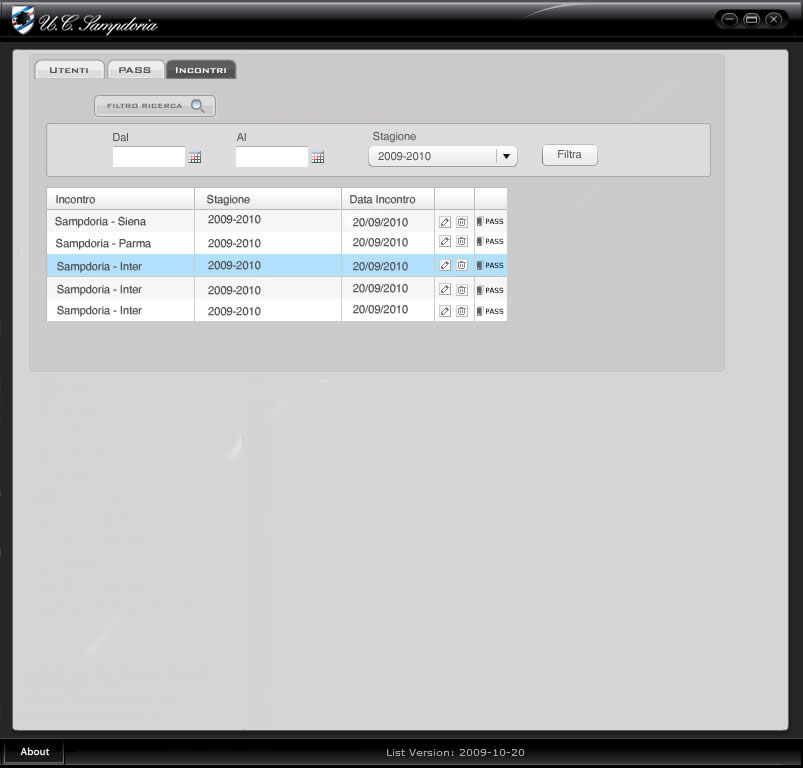 U.C. Sampdoria
UTENTI PASS INCONTRI
FILTRO RICERCA
Dal Al Stagione
2009-2010 Filtra
Incontro Stagione Data Incontro
Sampdoria - Siena 2009-2010 20/09/2010 PASS
Sampdoria - Parma 2009-2010 20/09/2010 PASS
Sampdoria - Inter 2009-2010 20/09/2010 PASS
Sampdoria - Inter 2009-2010 20/09/2010 PASS
Sampdoria - Inter 2009-2010 20/09/2010 PASS
About List Version: 2009-10-20